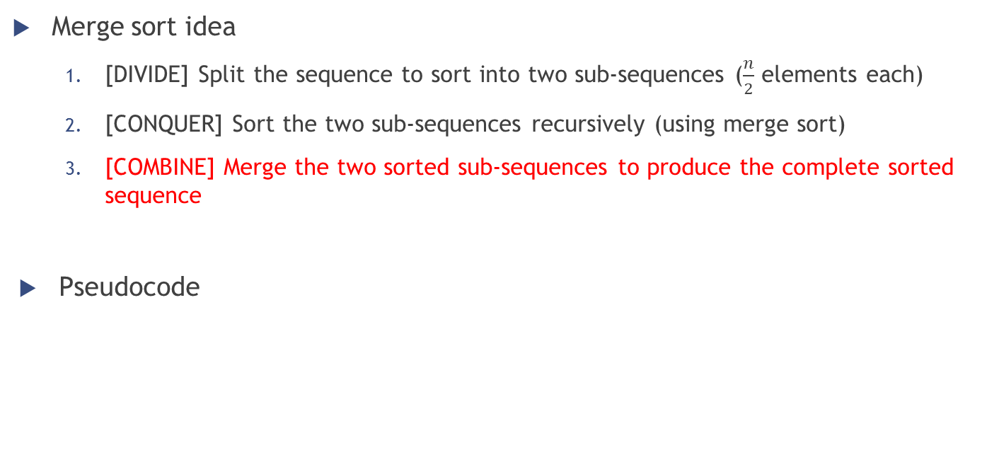 ▶ Merge sort idea
1. [DIVIDE] Split the sequence to sort into two sub-sequences (n/2 elements each)
2. [CONQUER] Sort the two sub-sequences recursively (using merge sort)
3. [COMBINE] Merge the two sorted sub-sequences to produce the complete sorted
sequence
▶ Pseudocode